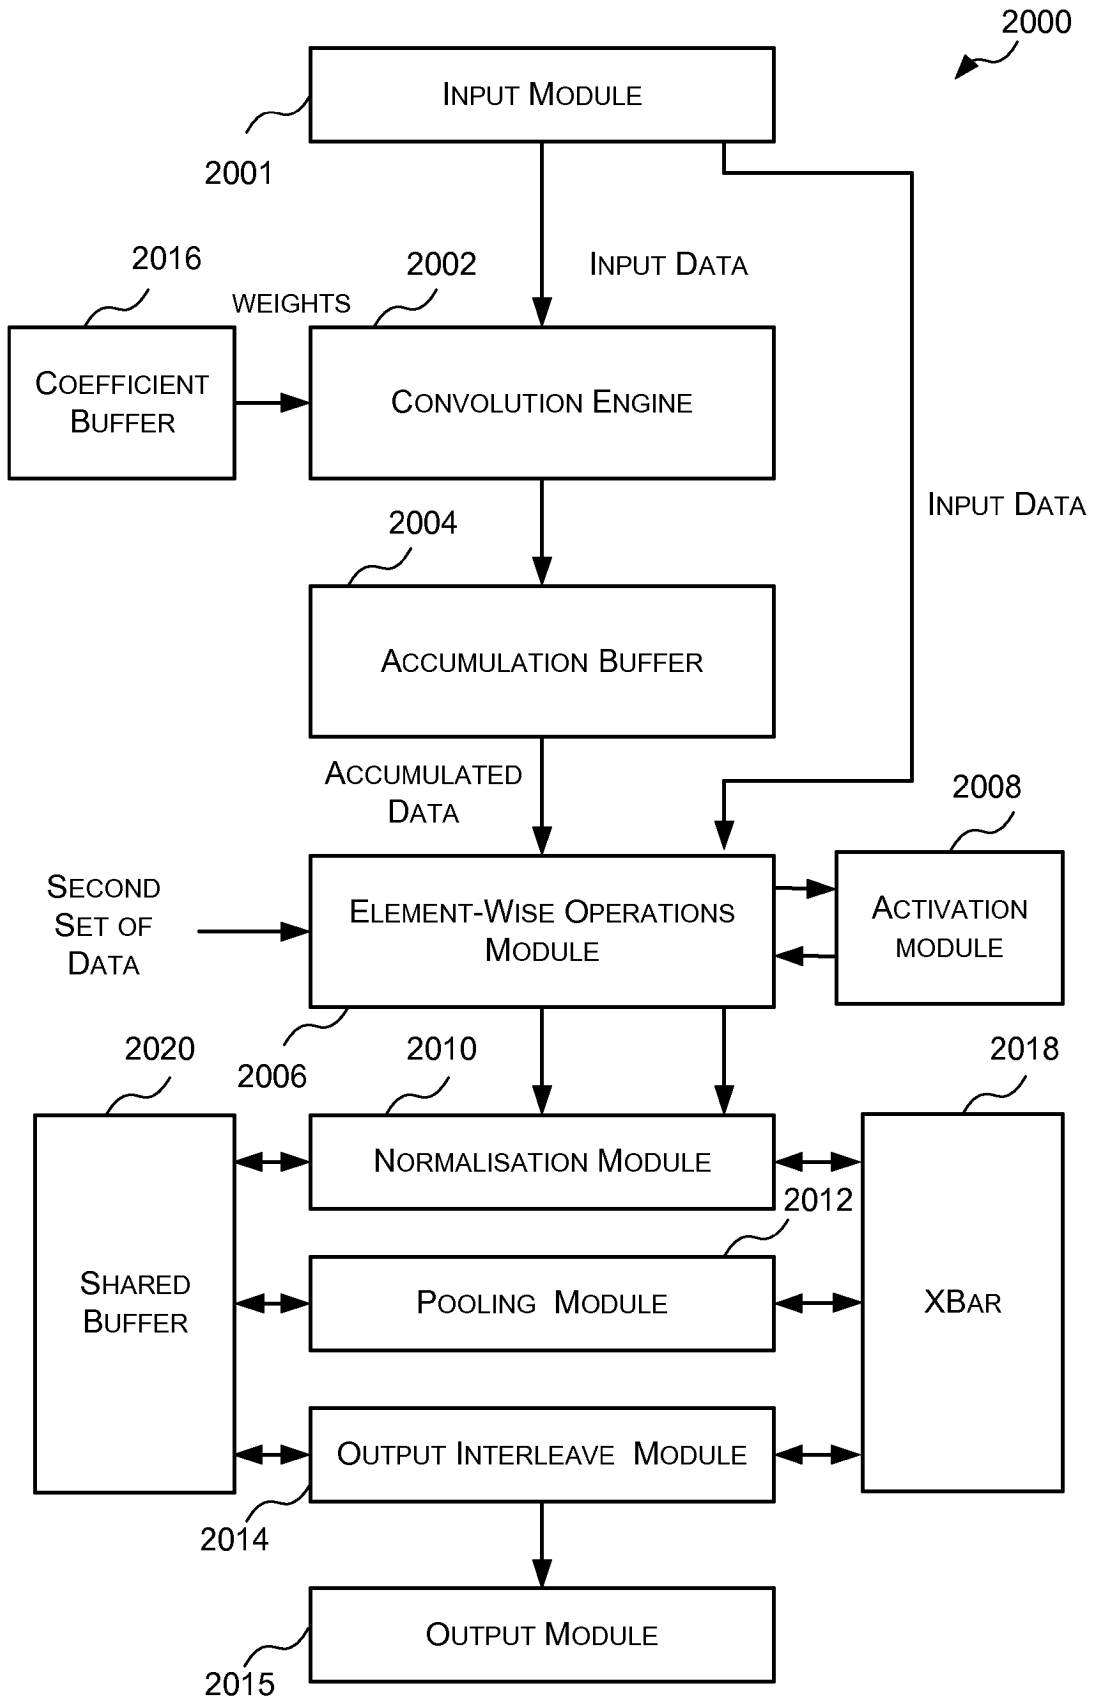 2000
INPUT MODULE
2001
2016
2002
INPUT DATA
WEIGHTS
COEFFICIENT
BUFFER
CONVOLUTION ENGINE
INPUT DATA
2004
ACCUMULATION BUFFER
ACCUMULATED
DATA
2008
SECOND
SET OF
DATA
ELEMENT-WISE OPERATIONS
MODULE
ACTIVATION
MODULE
2006
2020
2010
2018
NORMALISATION MODULE
2012
SHARED
BUFFER
POOLING MODULE
XBAR
OUTPUT INTERLEAVE MODULE
2014
OUTPUT MODULE
2015